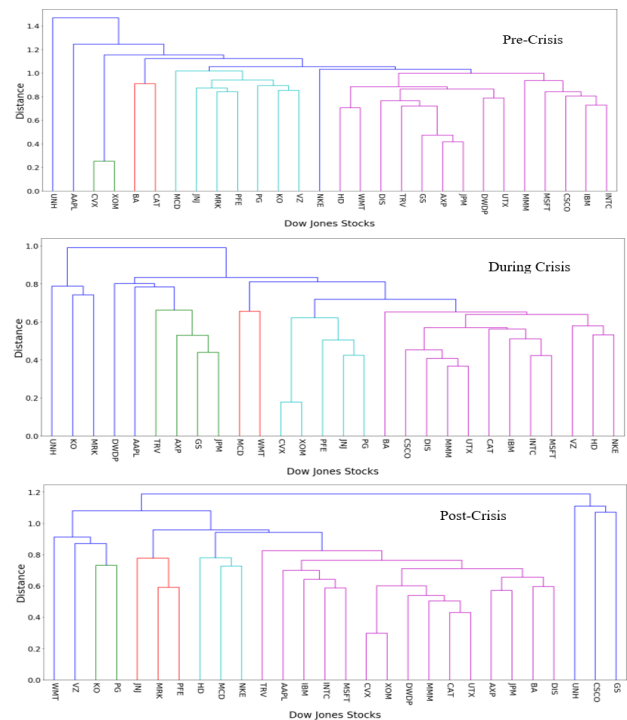 Pre-Crisis
1.4
1.2
1.0
0.8
0.6
0.4
0.2
0.0
Distance
UNH AAPL CVX XOM BA CAT MCD JNJ MRK PFE PG KO VZ NKE HD WMT DIS TRV GS AXP JPM DWDP UTX MMM MSFT CSCO IBM INTC
Dow Jones Stocks
During Crisis
1.0
0.8
0.6
0.4
0.2
0.0
Distance
UNH KO MRK DWDP AAPL TRV AXP GS JPM MCD WMT CVX XOM PFE JNJ PG BA CSCO DIS MMM UTX CAT IBM INTC MSFT VZ HD NKE
Dow Jones Stocks
Post-Crisis
1.2
1.0
0.8
0.6
0.4
0.2
0.0
Distance
WMT VZ KO PG JNJ MRK PFE HD MCD NKE TRV AAPL IBM INTC MSFT CVX XOM DWDP MMM CAT UTX AXP JPM BA DIS UNH CSCO GS
Dow Jones Stocks